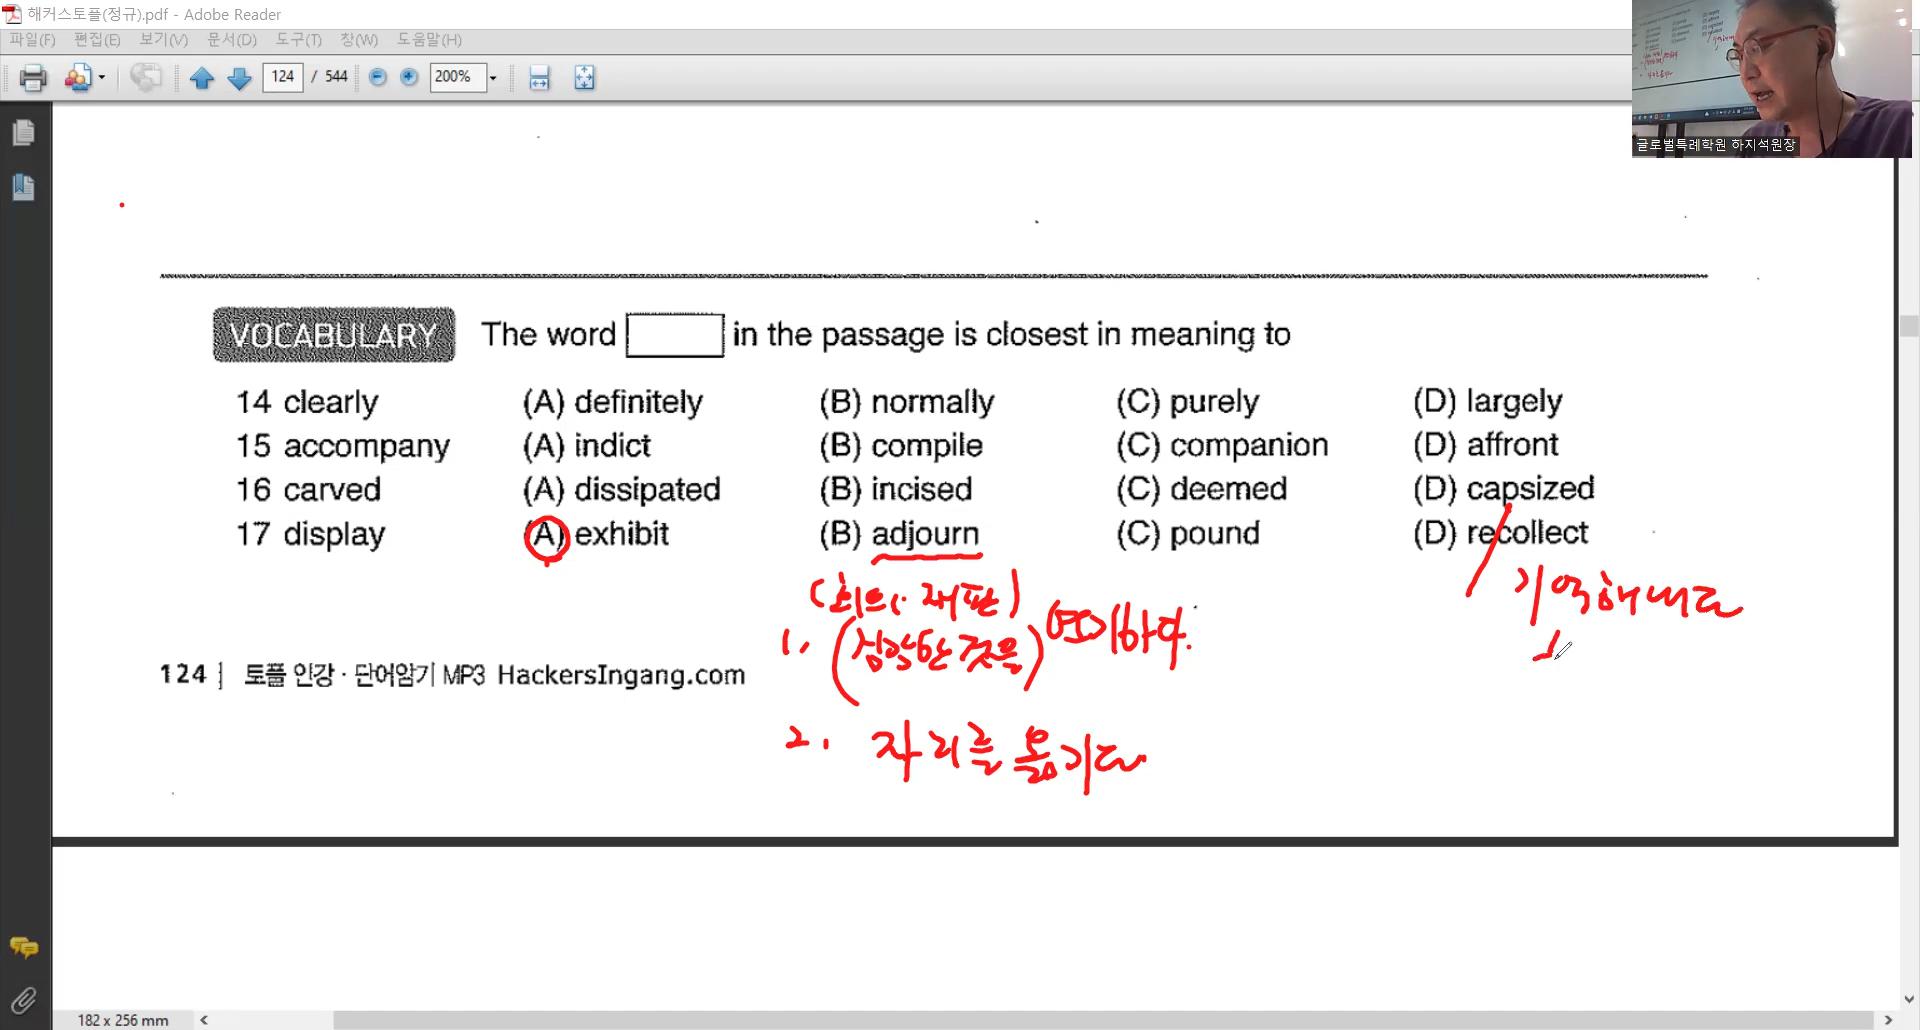 해커스토플(정규).pdf - Adobe Reader
파일(F) 편집(E) 보기(V) 문서(D) 도구(T) 창(W) 도움말(H)
124 / 544 200%
글로벌특례학원 하지석원장
VOCABULARY The word in the passage is closest in meaning to
14 clearly (A) definitely (B) normally (C) purely (D) largely
15 accompany (A) indict (B) compile (C) companion (D) affront
16 carved (A) dissipated (B) incised (C) deemed (D) capsized
17 display (A) exhibit (B) adjourn (C) pound (D) recollect
(회의·재판)
기억해내다
1. (심각한 것을) 연기하다.
124 토플 인강·단어암기 MP3 HackersIngang.com
2. 자리를 옮기다
182 x 256 mm